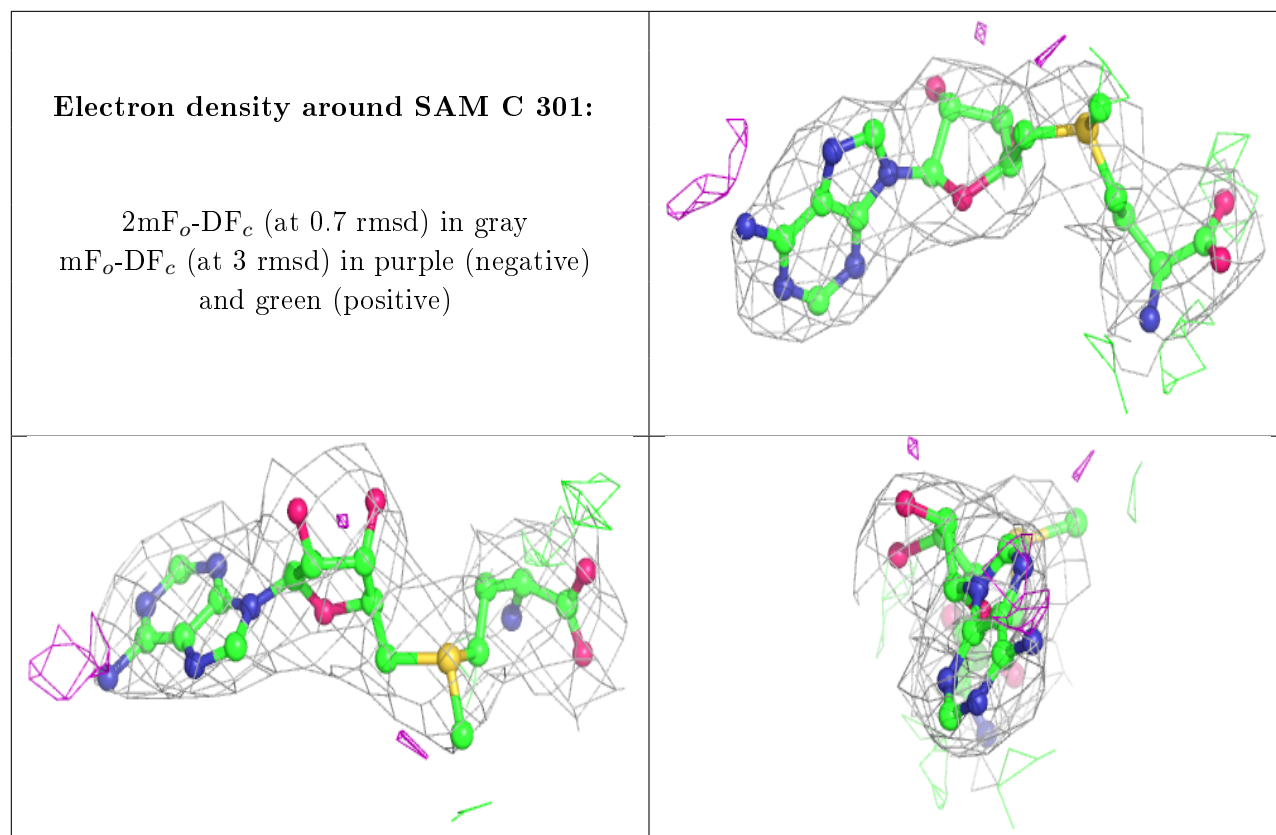 Electron density around SAM C 301:
2mFₒ-DF𝒸 (at 0.7 rmsd) in gray
mFₒ-DF𝒸 (at 3 rmsd) in purple (negative)
and green (positive)